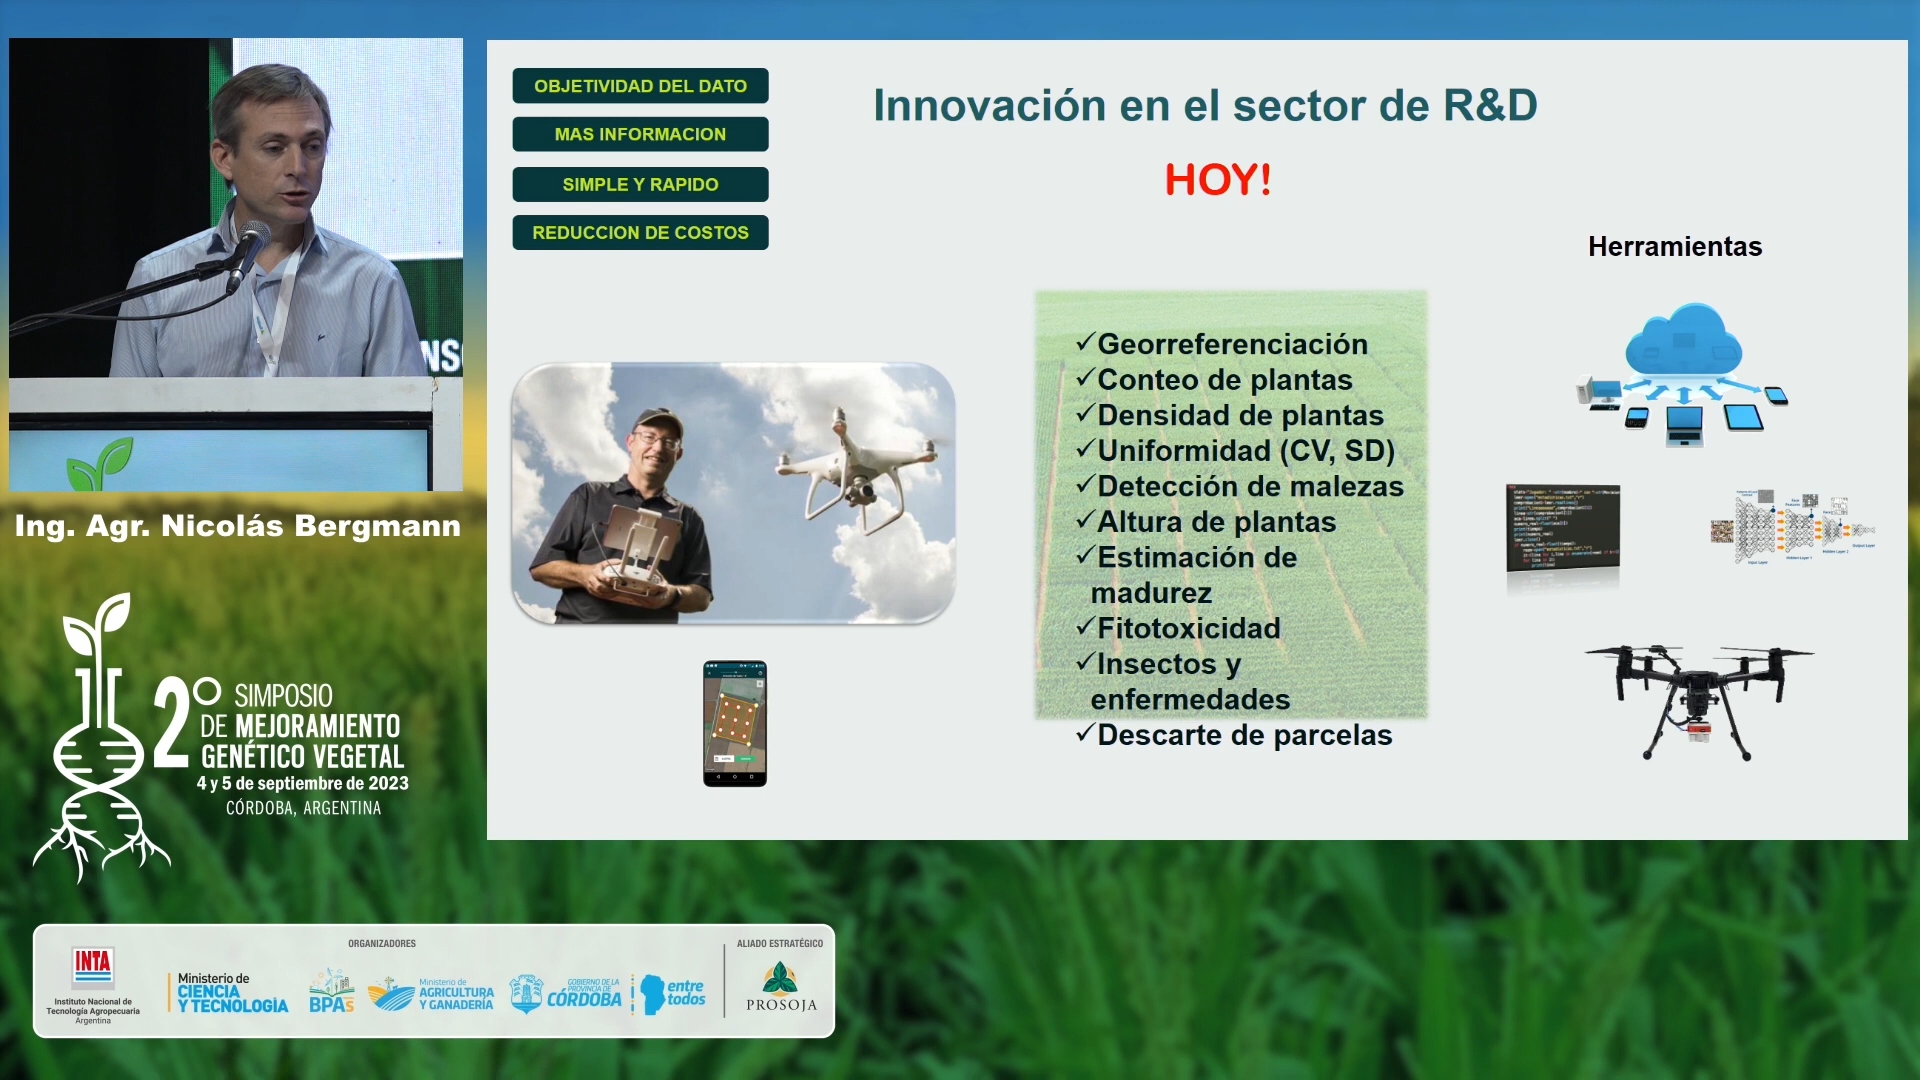 OBJETIVIDAD DEL DATO
MAS INFORMACION
SIMPLE Y RAPIDO
REDUCCION DE COSTOS
Innovación en el sector de R&D
HOY!
Herramientas
✓Georreferenciación
✓Conteo de plantas
✓Densidad de plantas
✓Uniformidad (CV, SD)
✓Detección de malezas
✓Altura de plantas
✓Estimación de
madurez
✓Fitotoxicidad
✓Insectos y
enfermedades
✓Descarte de parcelas
NS
Ing. Agr. Nicolás Bergmann
2° SIMPOSIO
DE MEJORAMIENTO
GENÉTICO VEGETAL
4 y 5 de septiembre de 2023
CÓRDOBA, ARGENTINA
ORGANIZADORES
ALIADO ESTRATÉGICO
INTA
Instituto Nacional de
Tecnología Agropecuaria
Argentina
Ministerio de
CIENCIA
Y TECNOLOGÍA
BPAs
Ministerio de
AGRICULTURA
Y GANADERÍA
GOBIERNO DE LA
PROVINCIA DE
CÓRDOBA
entre
todos
PROSOJA